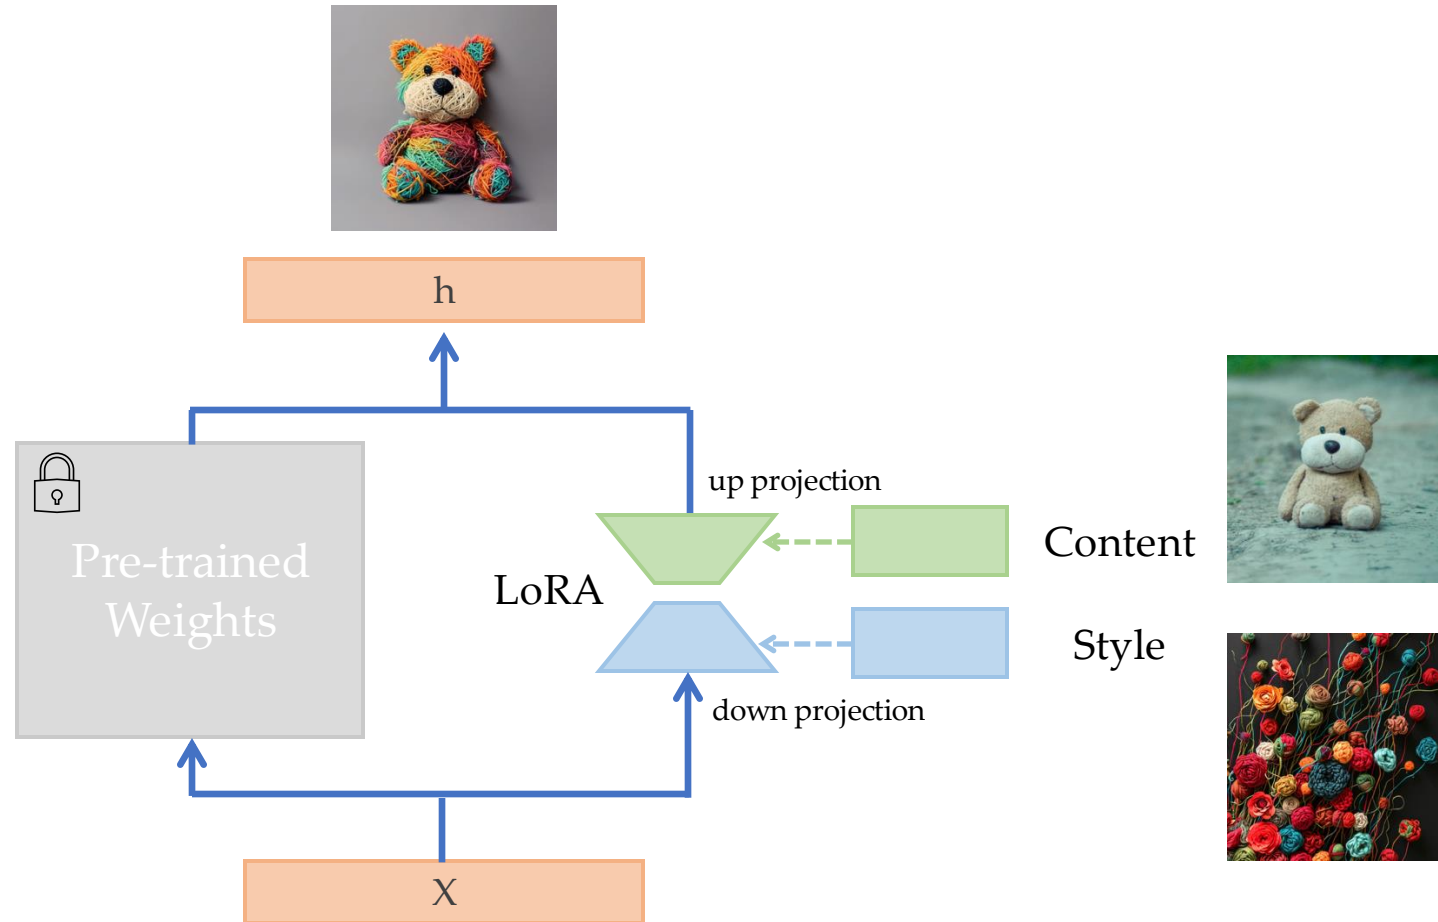 h
up projection
Content
Pre-trained
Weights
LoRA
Style
down projection
X